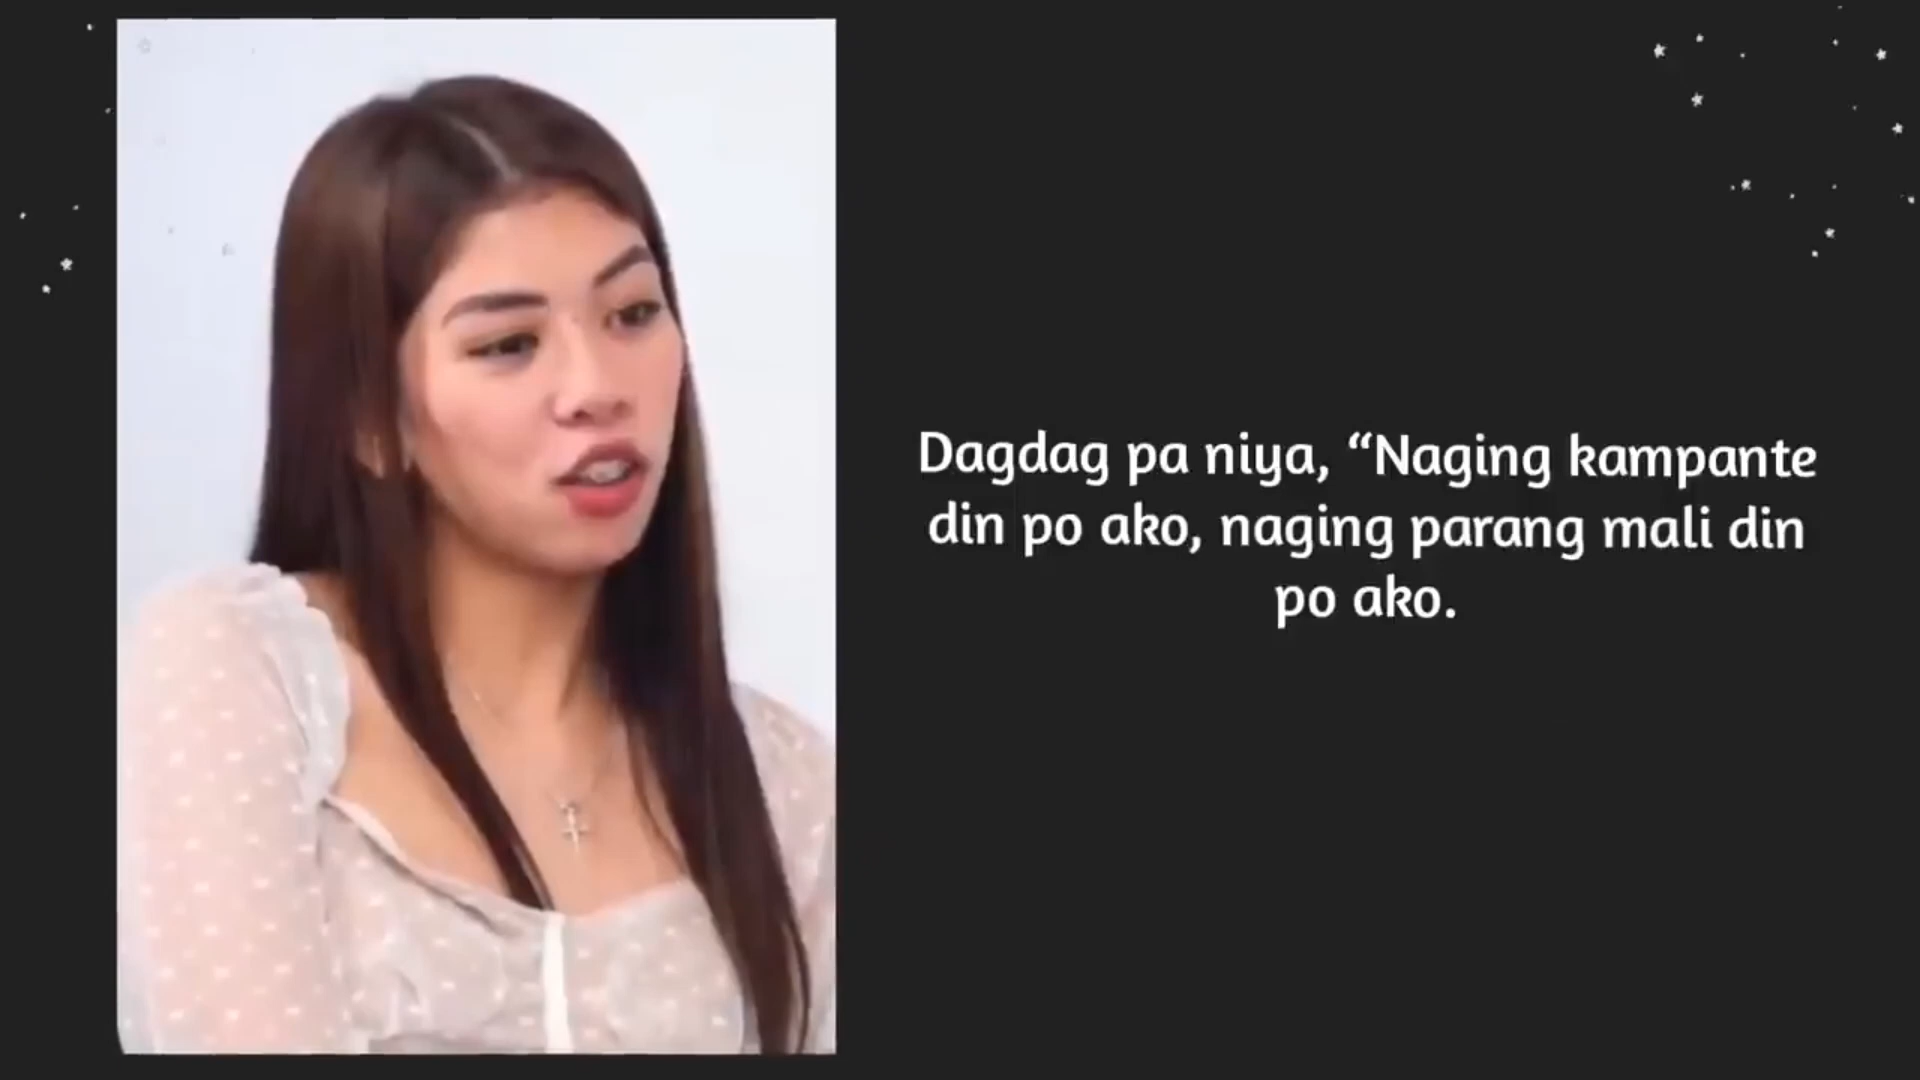 Dagdag pa niya, “Naging kampante
din po ako, naging parang mali din
po ako.